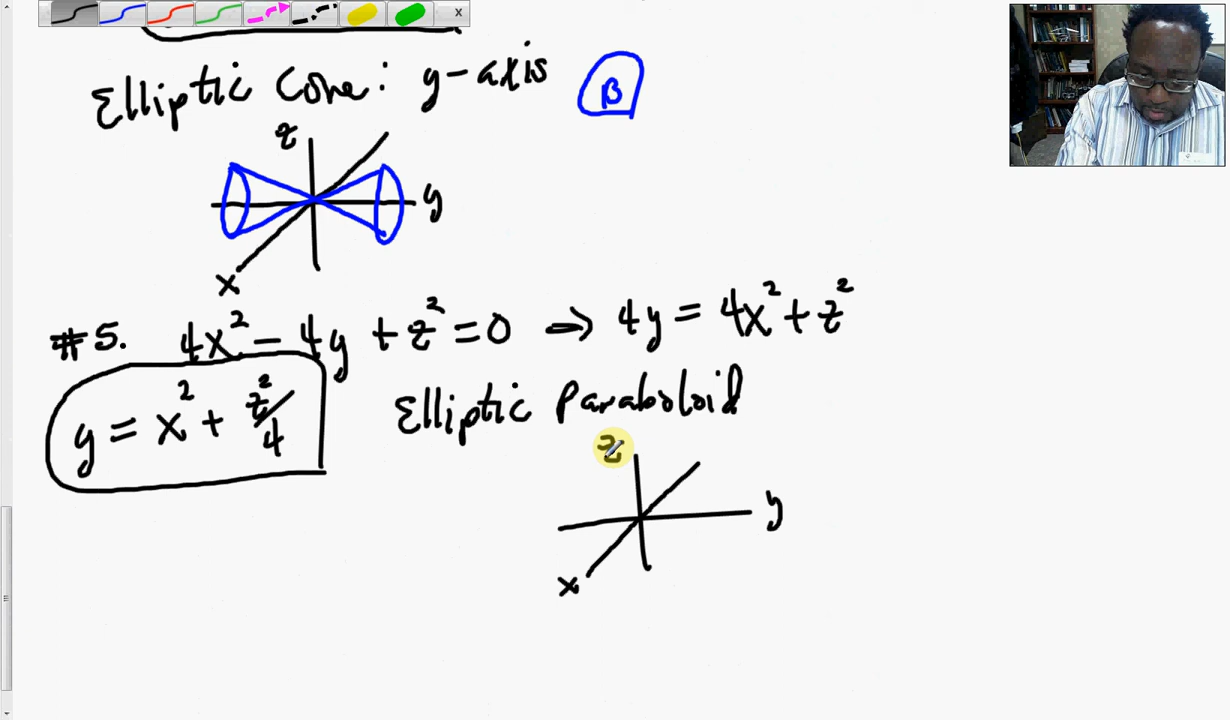 Elliptic Cone: y-axis B
z
y
x
#5. 4x² - 4y + z² = 0 ⇒ 4y = 4x² + z²
y = x² + z²/4 Elliptic Paraboloid
z
y
x